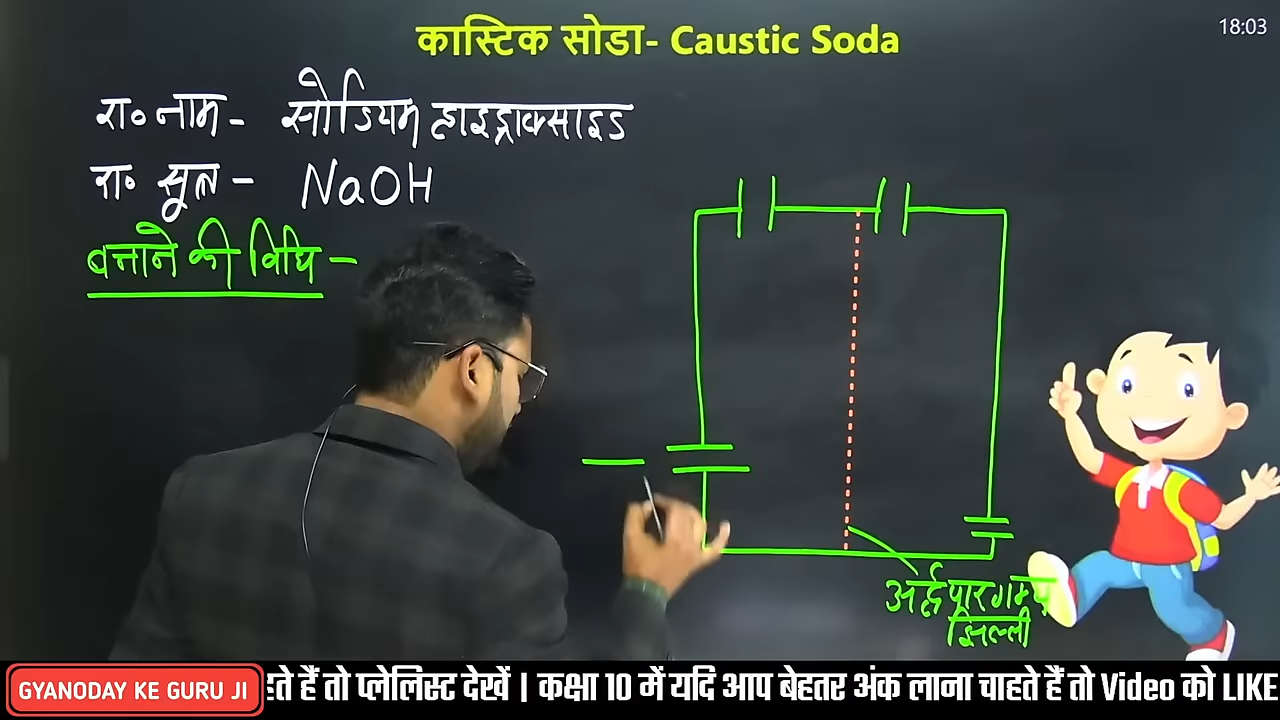 कास्टिक सोडा- Caustic Soda
18:03
रा० नाम - सोडियम हाइड्राक्साइड
रा० सूत्र - NaOH
बनाने की विधि -
अर्द्धपारगम्य
झिल्ली
GYANODAY KE GURU JI
हते हैं तो प्लेलिस्ट देखें | कक्षा 10 में यदि आप बेहतर अंक लाना चाहते हैं तो Video को LIKE